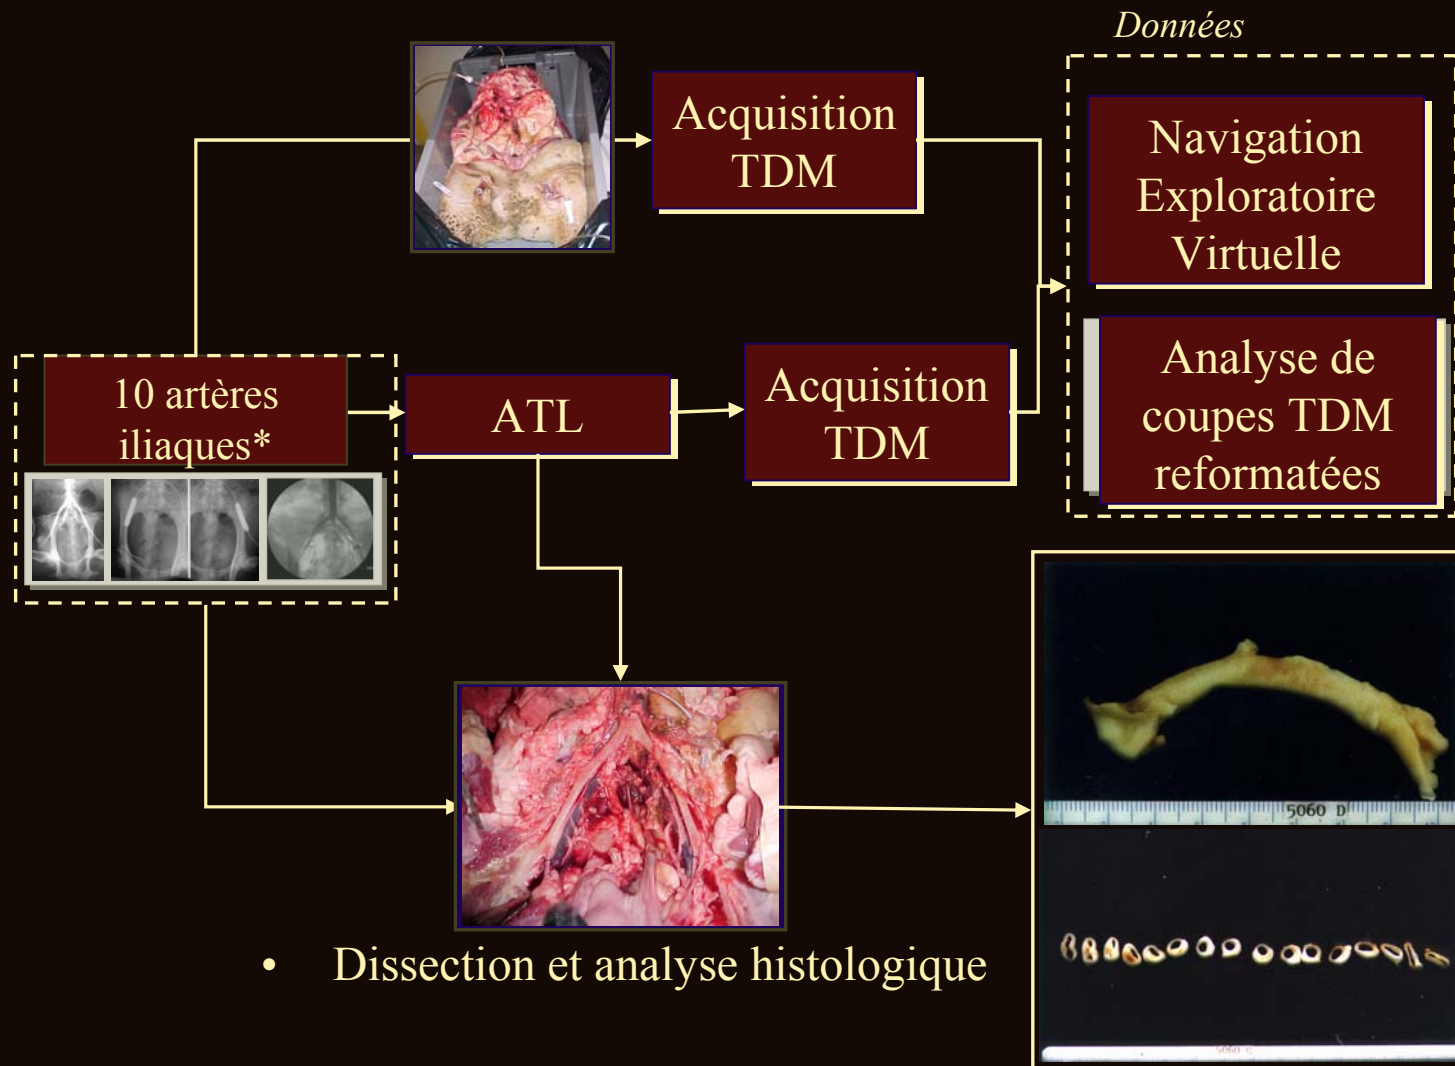 Données
Acquisition
TDM
Navigation
Exploratoire
Virtuelle
10 artères
iliaques*
ATL
Acquisition
TDM
Analyse de
coupes TDM
reformatées
5060 D
• Dissection et analyse histologique